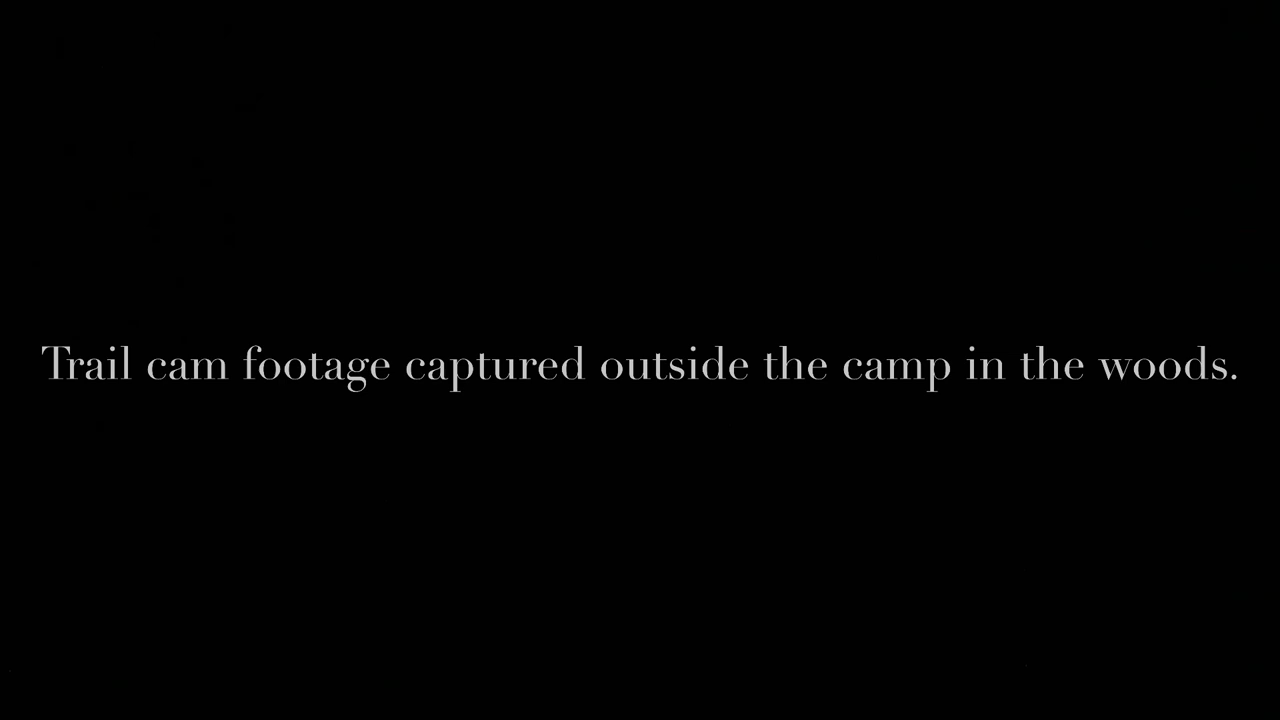 Trail cam footage captured outside the camp in the woods.